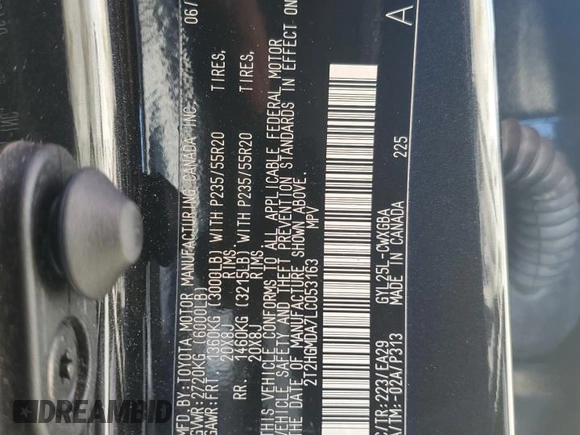 MFD.BY:TOYOTA MOTOR MANUFACTURING CANADA INC. 06/
GVWR:2720KG(6000LB)
GAWR:FRT. 1360KG (3000LB) WITH P235/55R20 TIRES,
20X8J RIMS.
RR. 1460KG (3215LB) WITH P235/55R20 TIRES,
20X8J RIMS.
THIS VEHICLE CONFORMS TO ALL APPLICABLE FEDERAL MOTOR
VEHICLE SAFETY AND THEFT PREVENTION STANDARDS IN EFFECT ON
THE DATE OF MANUFACTURE SHOWN ABOVE.
2T2HGMDA7LC053163 MPV
A
C/TR:223/EA29 GYL25L-CWXGBA
A/TM:-02A/P313 MADE IN CANADA 225
DREAMBID